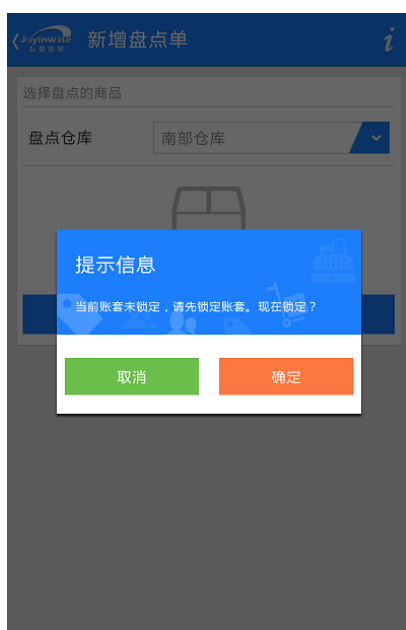 Joyinwise
新增盘点单
i
选择盘点的商品
盘点仓库
南部仓库
提示信息
当前账套未锁定，请先锁定账套。现在锁定？
取消
确定